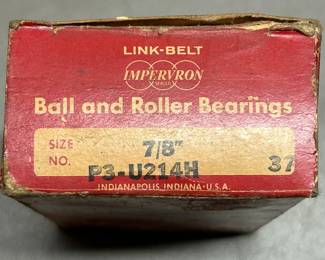 LINK-BELT
IMPERVRON
Ball and Roller Bearings
SIZE 7/8"
NO. P3-U214H 37
INDIANAPOLIS, INDIANA - U.S.A.